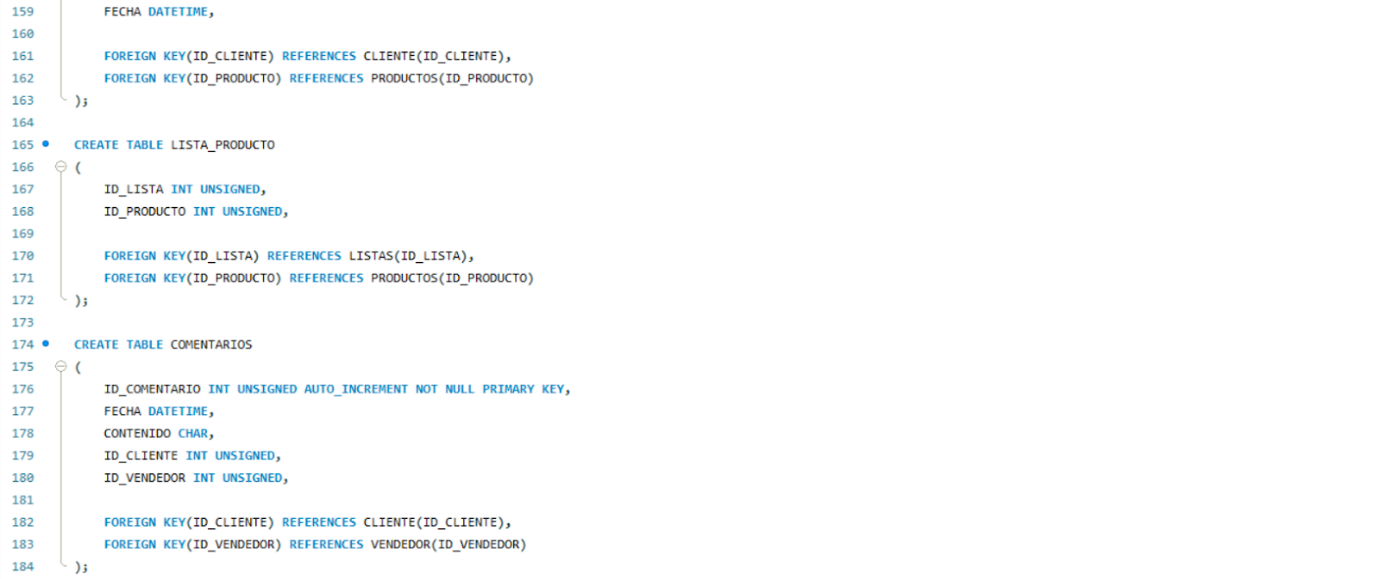 159 FECHA DATETIME,
160
161 FOREIGN KEY(ID_CLIENTE) REFERENCES CLIENTE(ID_CLIENTE),
162 FOREIGN KEY(ID_PRODUCTO) REFERENCES PRODUCTOS(ID_PRODUCTO)
163 );
164
165 CREATE TABLE LISTA_PRODUCTO
166 (
167 ID_LISTA INT UNSIGNED,
168 ID_PRODUCTO INT UNSIGNED,
169
170 FOREIGN KEY(ID_LISTA) REFERENCES LISTAS(ID_LISTA),
171 FOREIGN KEY(ID_PRODUCTO) REFERENCES PRODUCTOS(ID_PRODUCTO)
172 );
173
174 CREATE TABLE COMENTARIOS
175 (
176 ID_COMENTARIO INT UNSIGNED AUTO_INCREMENT NOT NULL PRIMARY KEY,
177 FECHA DATETIME,
178 CONTENIDO CHAR,
179 ID_CLIENTE INT UNSIGNED,
180 ID_VENDEDOR INT UNSIGNED,
181
182 FOREIGN KEY(ID_CLIENTE) REFERENCES CLIENTE(ID_CLIENTE),
183 FOREIGN KEY(ID_VENDEDOR) REFERENCES VENDEDOR(ID_VENDEDOR)
184 );